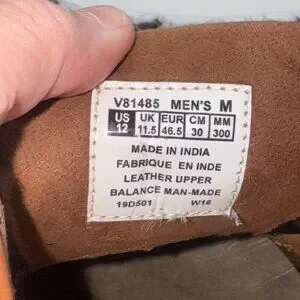 V81485 MEN'S M
US UK EUR CM MM
12 11.5 46.5 30 300
MADE IN INDIA
FABRIQUE EN INDE
LEATHER UPPER
BALANCE MAN-MADE
19D501 W16